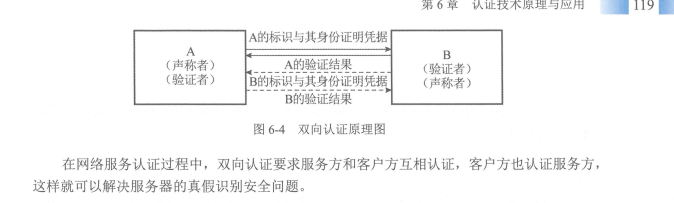 第 6 章 认证技术原理与应用 119
A的标识与其身份证明凭据
A
（声称者）
（验证者）
A的验证结果
B的标识与其身份证明凭据
B的验证结果
B
（验证者）
（声称者）
图 6-4 双向认证原理图
在网络服务认证过程中，双向认证要求服务方和客户方互相认证，客户方也认证服务方，
这样就可以解决服务器的真假识别安全问题。